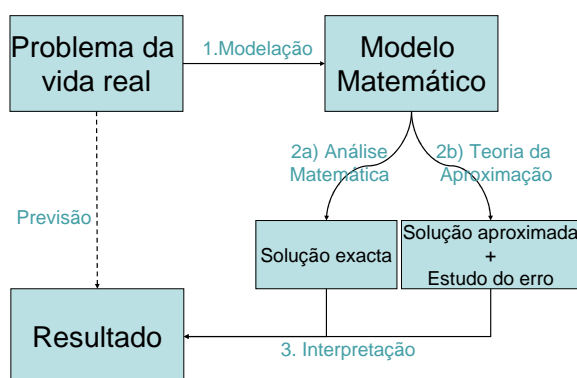 Problema da
vida real
1.Modelação
Modelo
Matemático
2a) Análise
Matemática
2b) Teoria da
Aproximação
Previsão
Solução exacta
Solução aproximada
+
Estudo do erro
Resultado
3. Interpretação